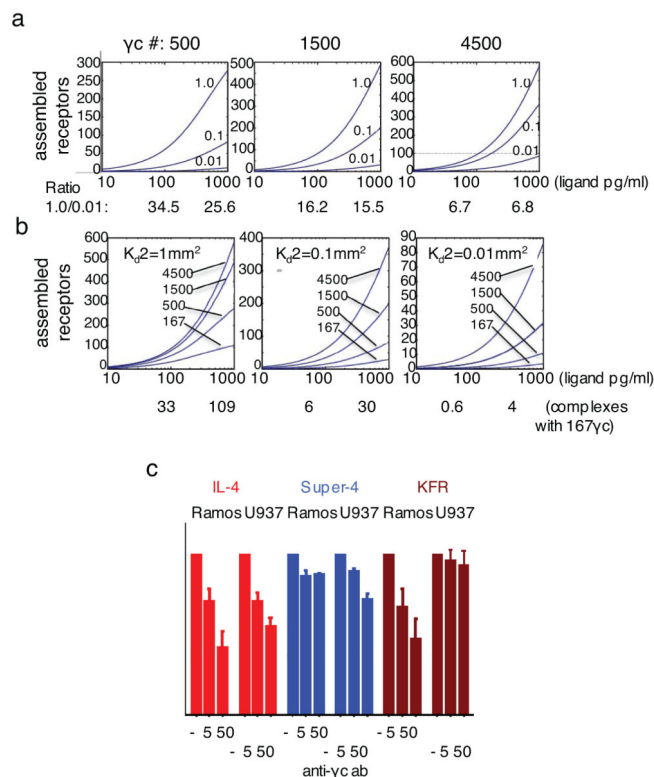 a
γc #: 500 1500 4500
300 500 600
250 400 500
200 300 400
150 200 300
100 100 200
50 100
0 0 0
1.0 1.0 1.0
0.1 0.1 0.1
0.01 0.01 0.01
assembled receptors
10 100 1000 10 100 1000 10 100 1000 (ligand pg/ml)
Ratio
1.0/0.01: 34.5 25.6 16.2 15.5 6.7 6.8
b
600 400 90
500 300 80
400 200 70
300 100 60
200 0 50
100 40
0 30
20
10
0
Kd2=1mm² Kd2=0.1mm² Kd2=0.01mm²
4500 4500 4500
1500 1500 1500
500 500 500
167 167 167
assembled receptors
10 100 1000 10 100 1000 10 100 1000 (ligand pg/ml)
33 109 6 30 0.6 4 (complexes
with 167γc)
c
IL-4 Super-4 KFR
Ramos U937 Ramos U937 Ramos U937
- 5 50 - 5 50 - 5 50
- 5 50 - 5 50 - 5 50
anti-γc ab